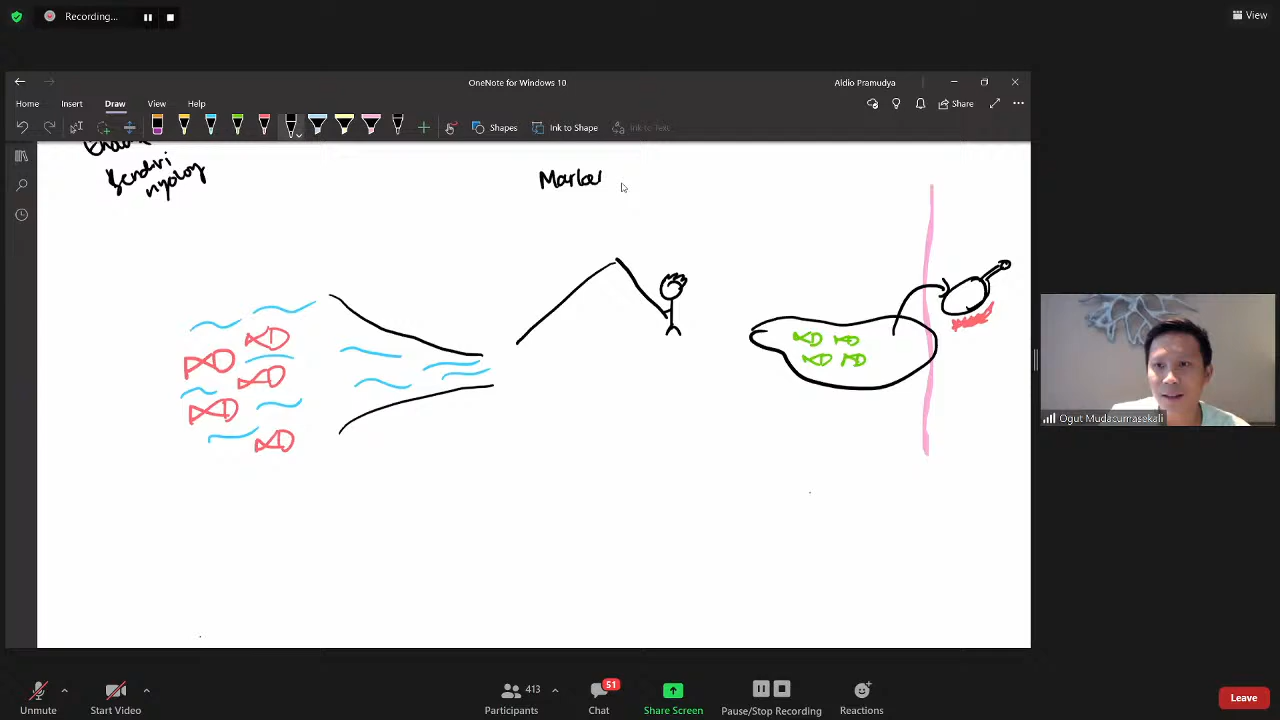 Recording...
View
OneNote for Windows 10
Aldio Pramudya
Home Insert Draw View Help
Share
Shapes Ink to Shape Ink to Text
Sendiri
nyolong
Ogut Mudacumasekali
Unmute Start Video 413 Participants 51 Chat Share Screen Pause/Stop Recording Reactions Leave